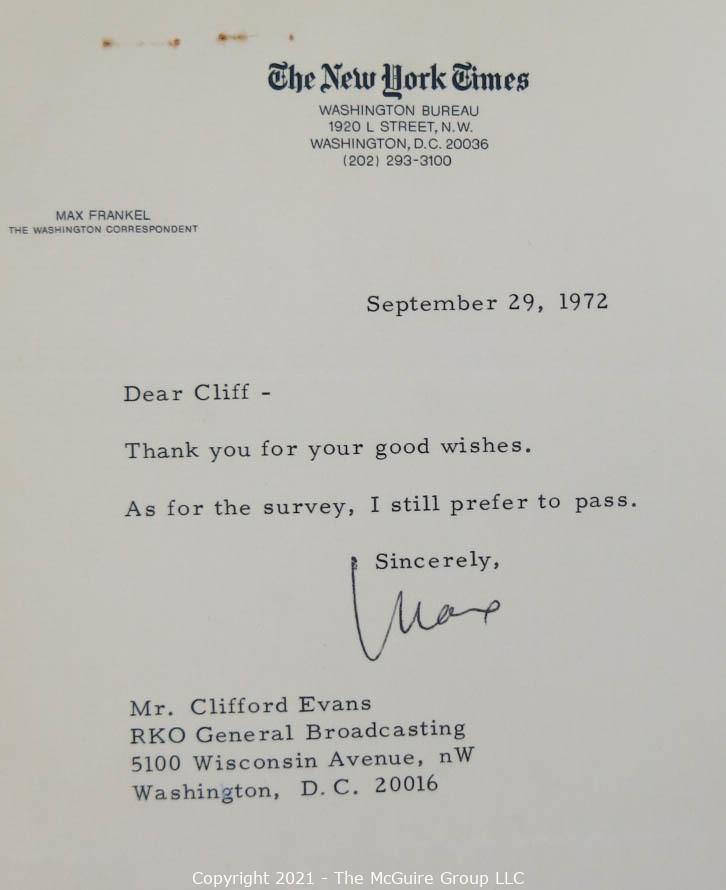 The New York Times
WASHINGTON BUREAU
1920 L STREET, N.W.
WASHINGTON, D.C. 20036
(202) 293-3100
MAX FRANKEL
THE WASHINGTON CORRESPONDENT
September 29, 1972
Dear Cliff -
Thank you for your good wishes.
As for the survey, I still prefer to pass.
Sincerely,
Max
Mr. Clifford Evans
RKO General Broadcasting
5100 Wisconsin Avenue, nW
Washington, D.C. 20016
Copyright 2021 - The McGuire Group LLC